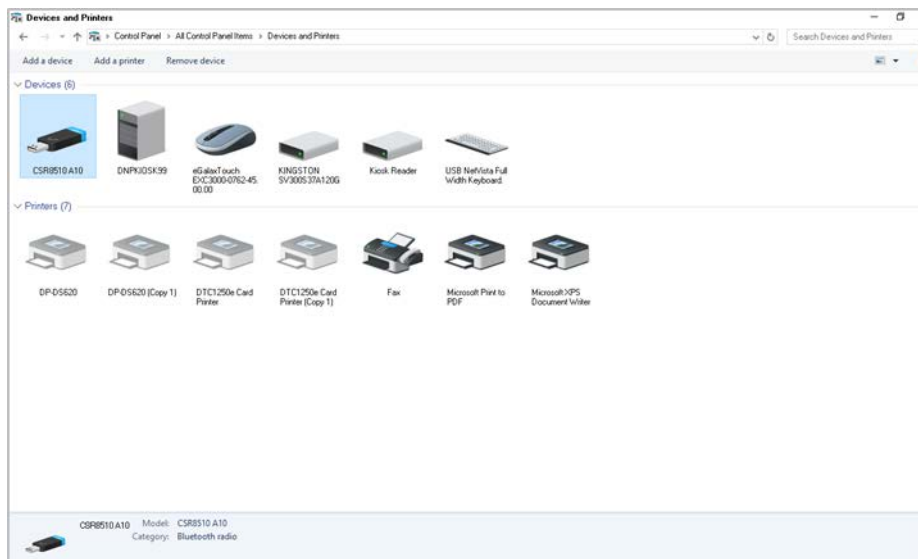 Devices and Printers
Control Panel > All Control Panel Items > Devices and Printers
Search Devices and Printers
Add a device Add a printer Remove device
Devices (6)
CSR8510 A10
DNPKIOSK99
eGalaxTouch
EXC3000-0762-45.
00.00
KINGSTON
SV300S37A120G
Kiosk Reader
USB NetVista Full
Width Keyboard.
Printers (7)
DP-DS620
DP-DS620 (Copy 1)
DTC1250e Card
Printer
DTC1250e Card
Printer (Copy 1)
Fax
Microsoft Print to
PDF
Microsoft XPS
Document Writer
CSR8510 A10 Model: CSR8510 A10
Category: Bluetooth radio